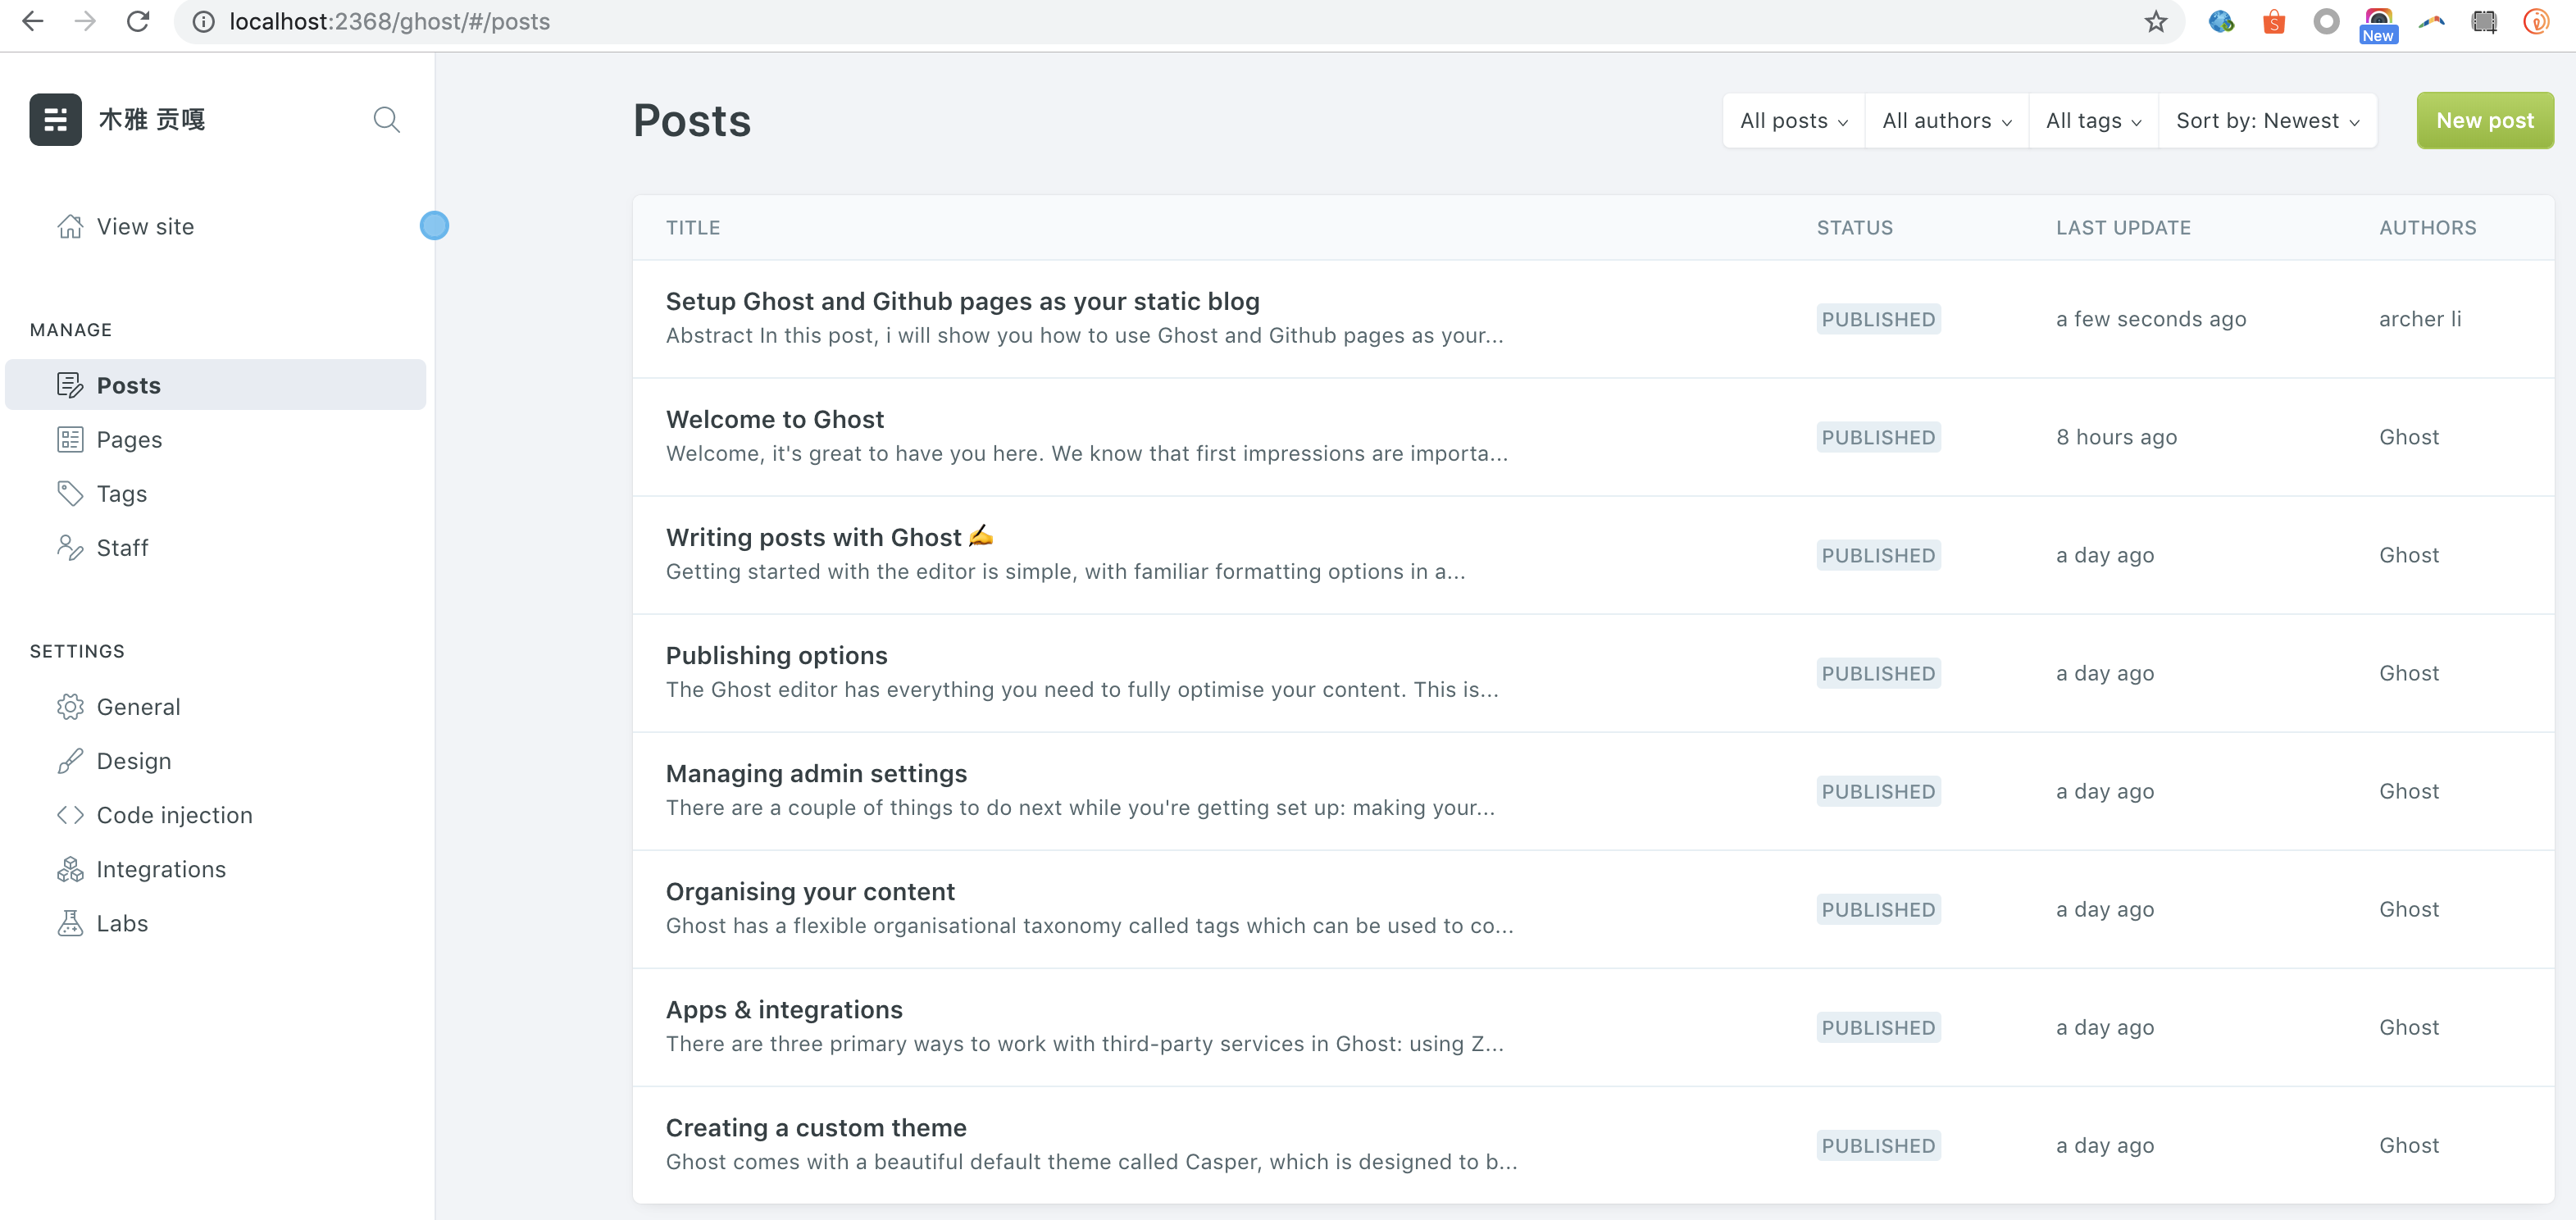 localhost:2368/ghost/#/posts
New
木雅 贡嘎
View site
MANAGE
Posts
Pages
Tags
Staff
SETTINGS
General
Design
Code injection
Integrations
Labs
Posts
All posts
All authors
All tags
Sort by: Newest
New post
TITLE STATUS LAST UPDATE AUTHORS
Setup Ghost and Github pages as your static blog
Abstract In this post, i will show you how to use Ghost and Github pages as your...
PUBLISHED a few seconds ago archer li
Welcome to Ghost
Welcome, it's great to have you here. We know that first impressions are importa...
PUBLISHED 8 hours ago Ghost
Writing posts with Ghost ✍️
Getting started with the editor is simple, with familiar formatting options in a...
PUBLISHED a day ago Ghost
Publishing options
The Ghost editor has everything you need to fully optimise your content. This is...
PUBLISHED a day ago Ghost
Managing admin settings
There are a couple of things to do next while you're getting set up: making your...
PUBLISHED a day ago Ghost
Organising your content
Ghost has a flexible organisational taxonomy called tags which can be used to co...
PUBLISHED a day ago Ghost
Apps & integrations
There are three primary ways to work with third-party services in Ghost: using Z...
PUBLISHED a day ago Ghost
Creating a custom theme
Ghost comes with a beautiful default theme called Casper, which is designed to b...
PUBLISHED a day ago Ghost